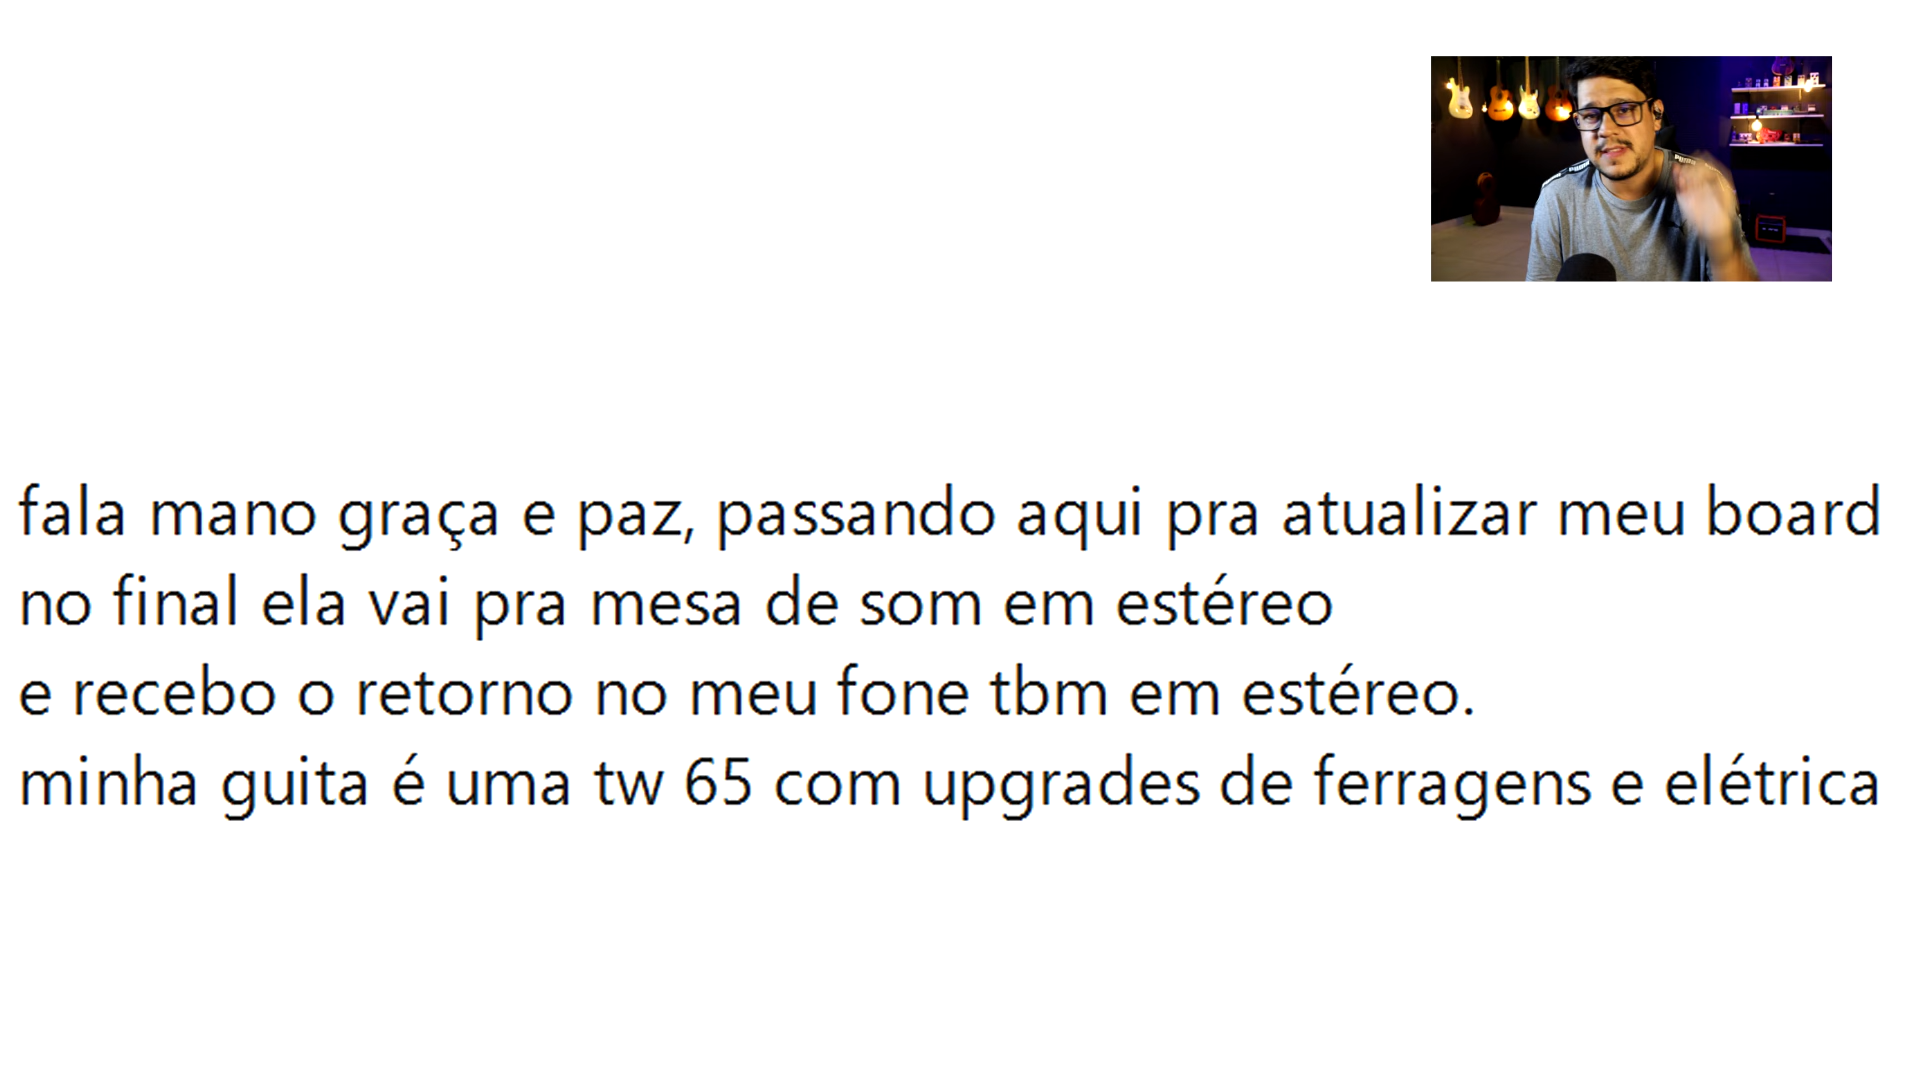 fala mano graça e paz, passando aqui pra atualizar meu board
no final ela vai pra mesa de som em estéreo
e recebo o retorno no meu fone tbm em estéreo.
minha guita é uma tw 65 com upgrades de ferragens e elétrica